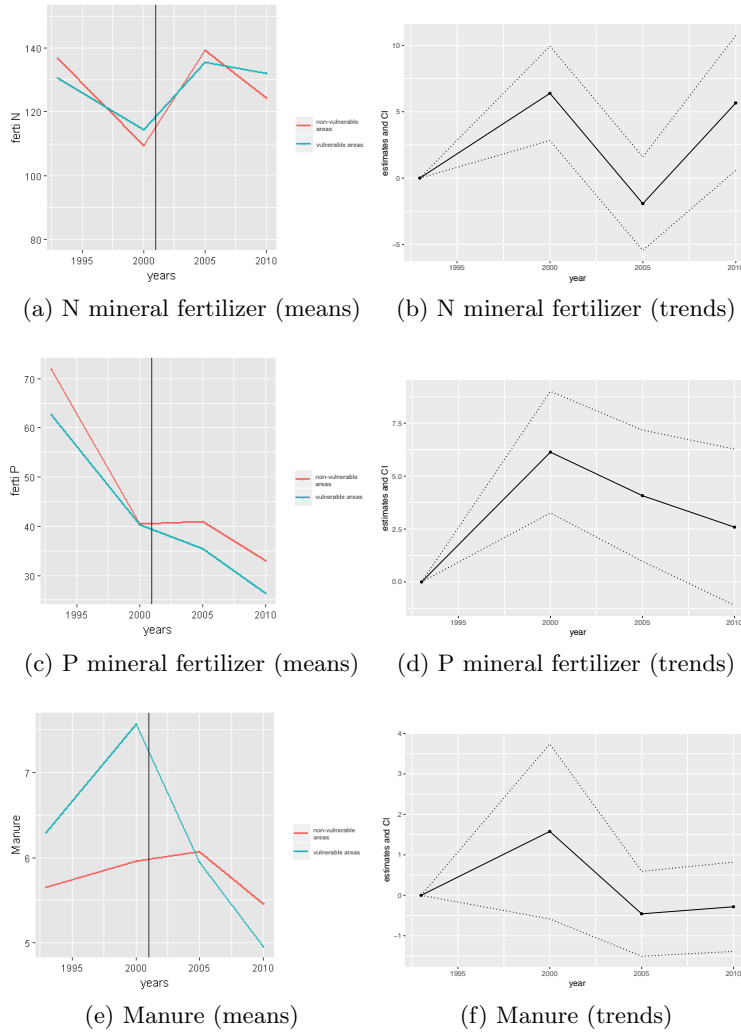 140
120
100
80
ferti N
1995
2000
2005
2010
years
non-vulnerable
areas
vulnerable areas
10
5
0
−5
estimates and CI
1995
2000
2005
2010
year
(a) N mineral fertilizer (means)
(b) N mineral fertilizer (trends)
70
60
50
40
30
ferti P
1995
2000
2005
2010
years
non-vulnerable
areas
vulnerable areas
7.5
5.0
2.5
0.0
estimates and CI
1995
2000
2005
2010
year
(c) P mineral fertilizer (means)
(d) P mineral fertilizer (trends)
7
6
5
Manure
1995
2000
2005
2010
years
non-vulnerable
areas
vulnerable areas
4
3
2
1
0
−1
estimates and CI
1995
2000
2005
2010
year
(e) Manure (means)
(f) Manure (trends)